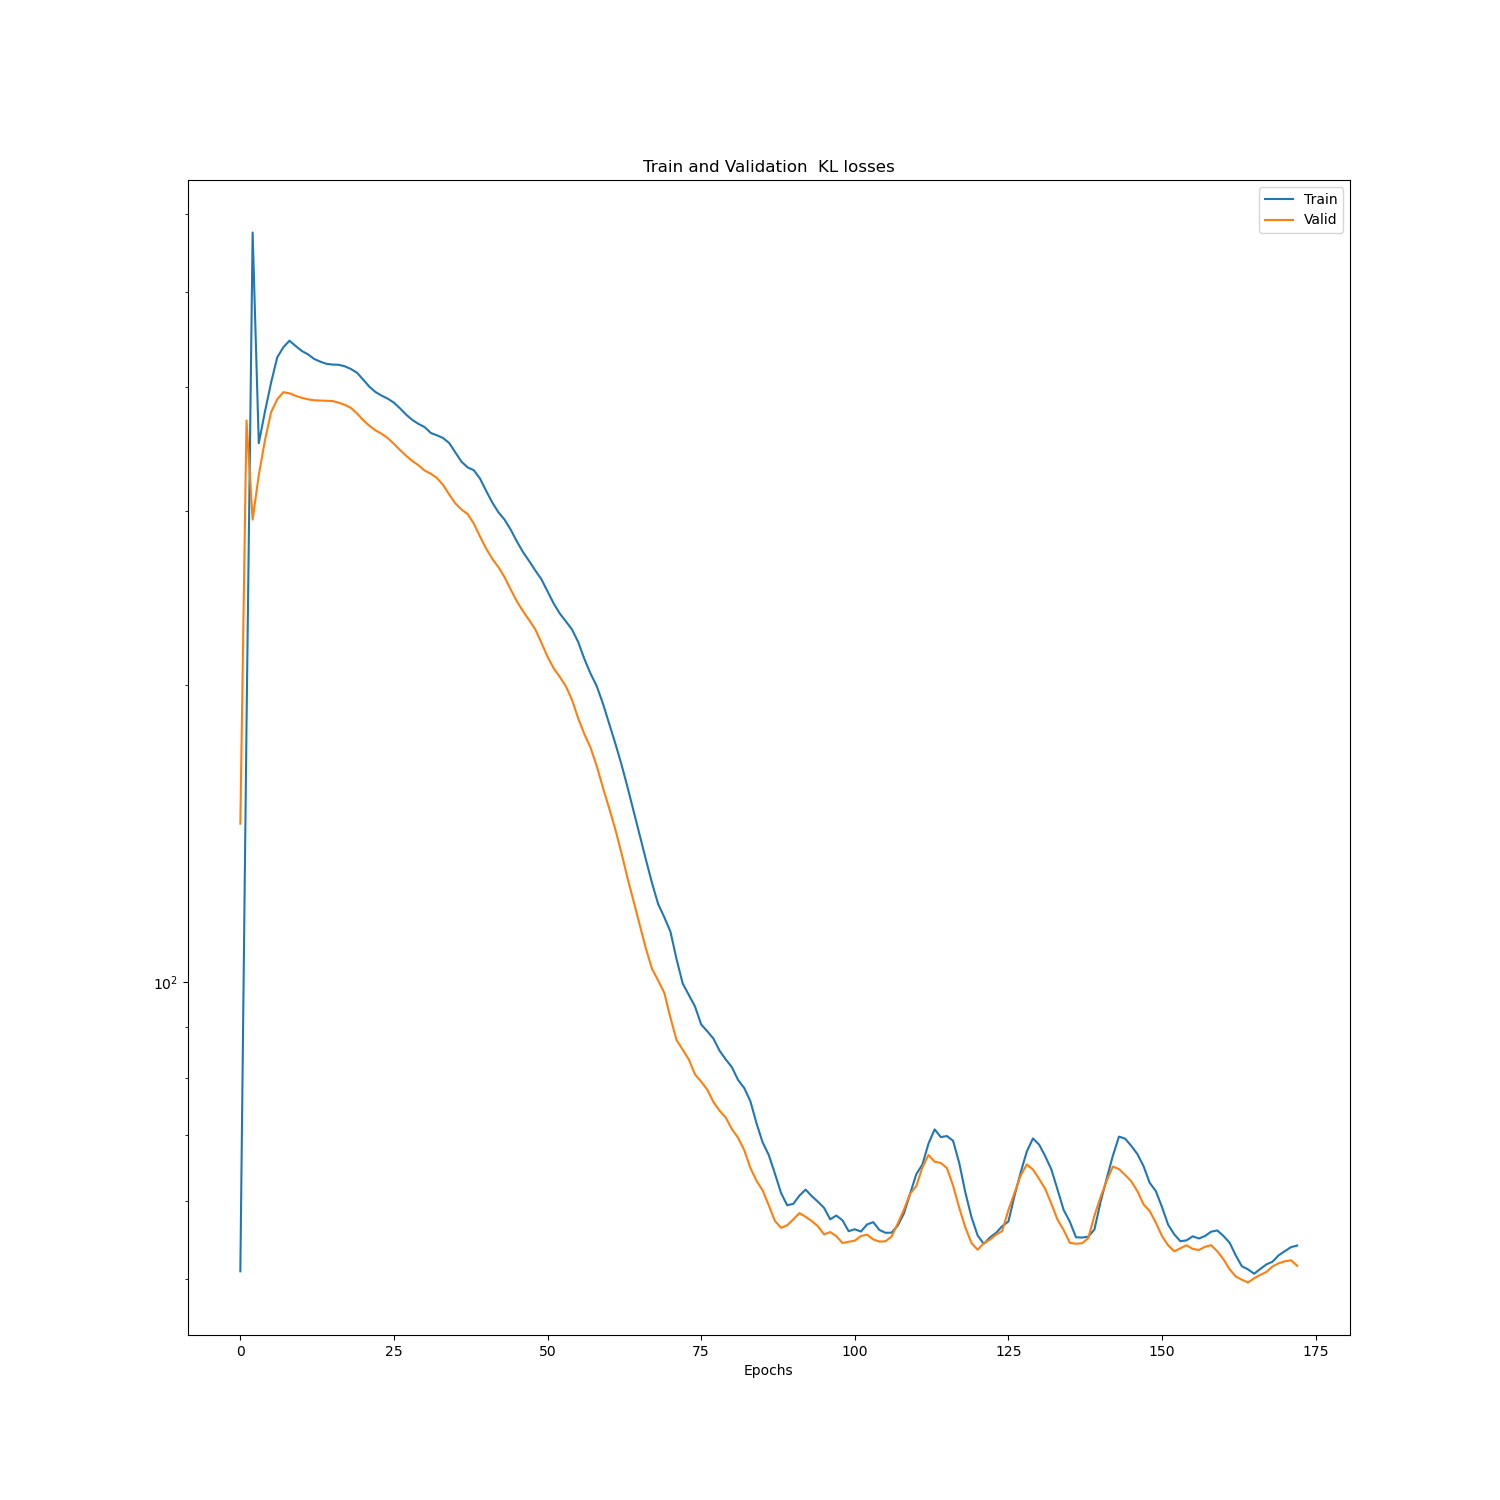 Train and Validation  KL losses
Train
Valid
10²
0 25 50 75 100 125 150 175
Epochs